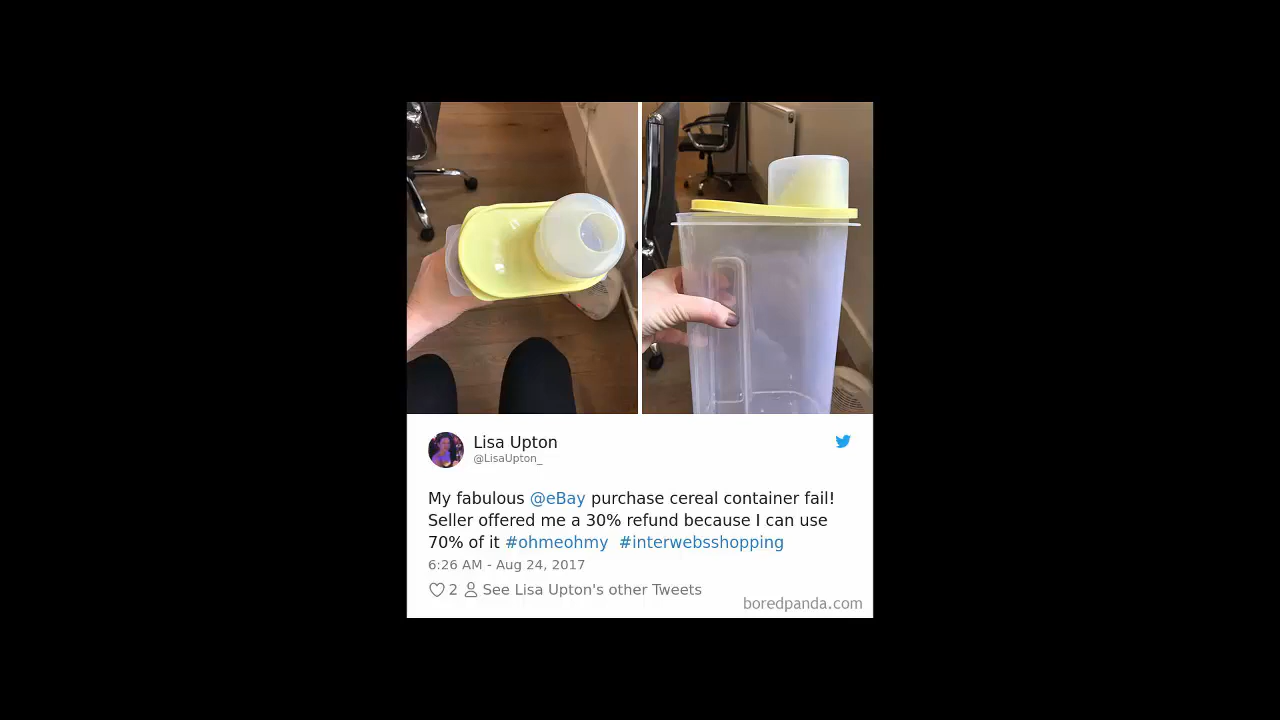 Lisa Upton
@LisaUpton_
My fabulous @eBay purchase cereal container fail!
Seller offered me a 30% refund because I can use
70% of it #ohmeohmy #interwebsshopping
6:26 AM - Aug 24, 2017
2 See Lisa Upton's other Tweets
boredpanda.com